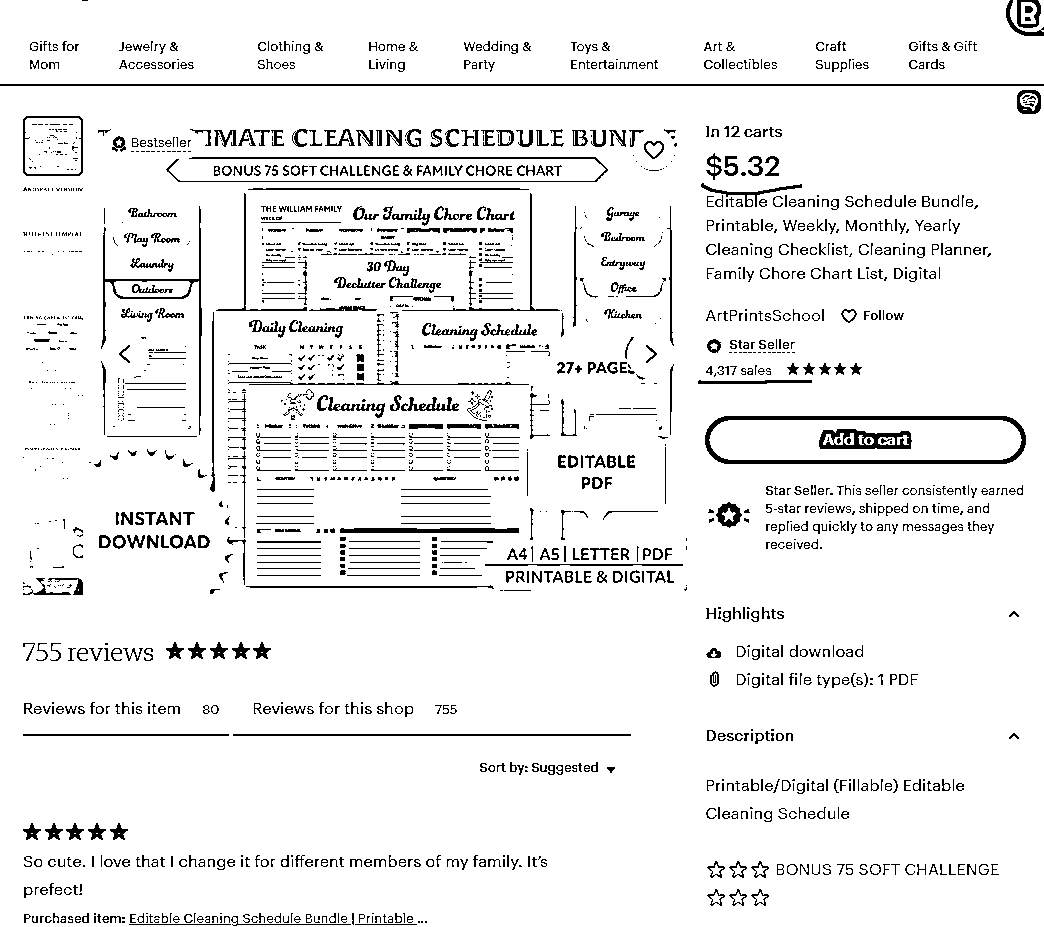 Gifts for Mom
Jewelry & Accessories
Clothing & Shoes
Home & Living
Wedding & Party
Toys & Entertainment
Art & Collectibles
Craft Supplies
Gifts & Gift Cards
Bestseller
IMATE CLEANING SCHEDULE BUN
BONUS 75 SOFT CHALLENGE & FAMILY CHORE CHART
Bathroom
Play Room
Laundry
Outdoors
Living Room
THE WILLIAM FAMILY
WEEK OF
Our Family Chore Chart
30 Day
Declutter Challenge
Daily Cleaning
TASK
M T W T F S S
Cleaning Schedule
Cleaning Schedule
Garage
Bedroom
Entryway
Office
Kitchen
27+ PAGES
EDITABLE
PDF
INSTANT
DOWNLOAD
A4 | A5 | LETTER | PDF
PRINTABLE & DIGITAL
In 12 carts
$5.32
Editable Cleaning Schedule Bundle,
Printable, Weekly, Monthly, Yearly
Cleaning Checklist, Cleaning Planner,
Family Chore Chart List, Digital
ArtPrintsSchool
Follow
Star Seller
4,317 sales
Add to cart
Star Seller. This seller consistently earned
5-star reviews, shipped on time, and
replied quickly to any messages they
received.
Highlights
Digital download
Digital file type(s): 1 PDF
Description
Printable/Digital (Fillable) Editable
Cleaning Schedule
BONUS 75 SOFT CHALLENGE
755 reviews
Reviews for this item 80
Reviews for this shop 755
Sort by: Suggested
So cute. I love that I change it for different members of my family. It's
prefect!
Purchased item: Editable Cleaning Schedule Bundle | Printable ...